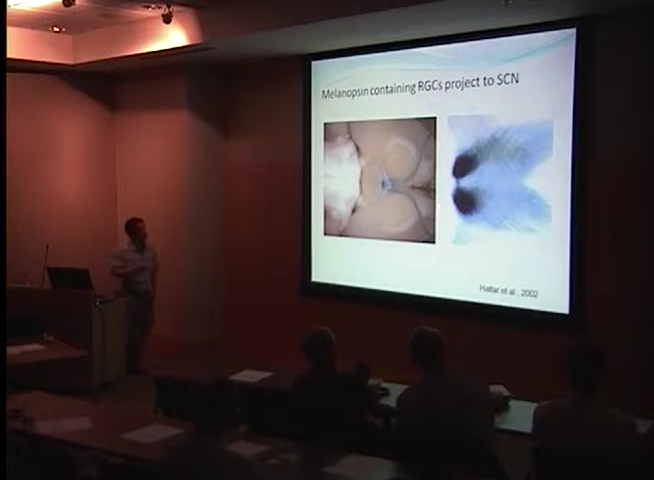 Melanopsin containing RGCs project to SCN
Hattar et al., 2002